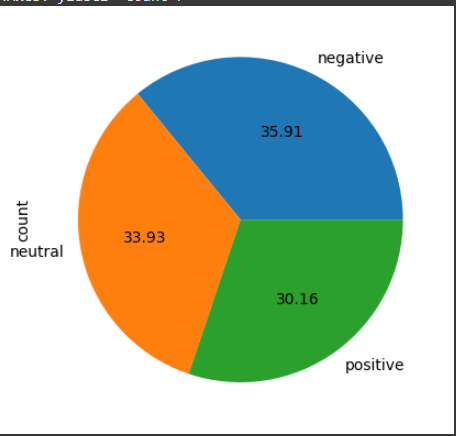 negative
35.91
count
33.93
neutral
30.16
positive